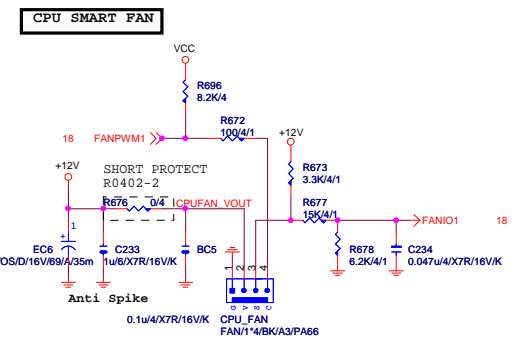 CPU SMART FAN
VCC
R696
8.2K/4
R672
100/4/1
18 FANPWM1
+12V
+12V
SHORT PROTECT
R0402-2
R673
3.3K/4/1
R676 0/4 CPUFAN_VOUT
R677
15K/4/1
FANIO1 18
1
EC6
/OS/D/16V/69/A/35m
C233
1u/6/X7R/16V/K
BC5
R678
6.2K/4/1
C234
0.047u/4/X7R/16V/K
1 2 3 4
G V S C
Anti Spike
0.1u/4/X7R/16V/K
CPU_FAN
FAN/1*4/BK/A3/PA66